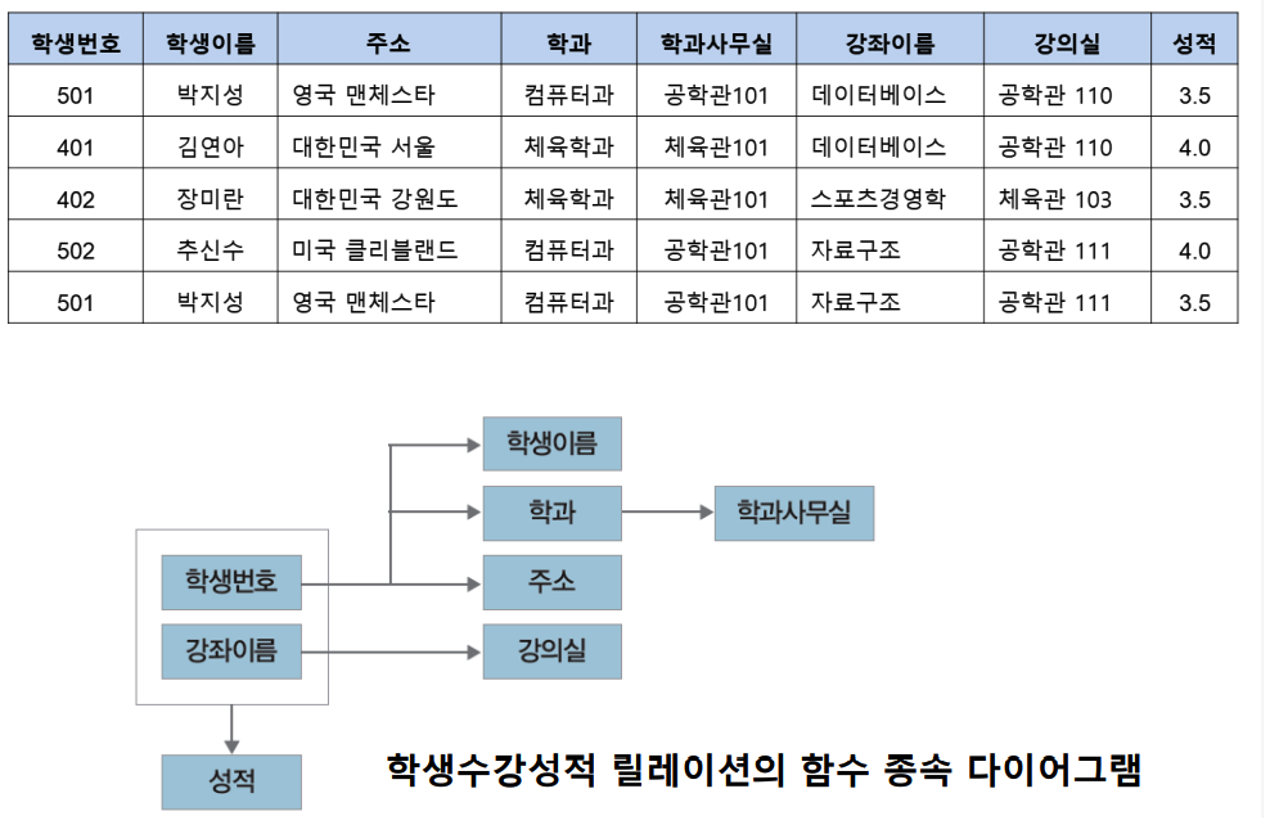 학생번호 학생이름 주소 학과 학과사무실 강좌이름 강의실 성적
501 박지성 영국 맨체스타 컴퓨터과 공학관101 데이터베이스 공학관 110 3.5
401 김연아 대한민국 서울 체육학과 체육관101 데이터베이스 공학관 110 4.0
402 장미란 대한민국 강원도 체육학과 체육관101 스포츠경영학 체육관 103 3.5
502 추신수 미국 클리블랜드 컴퓨터과 공학관101 자료구조 공학관 111 4.0
501 박지성 영국 맨체스타 컴퓨터과 공학관101 자료구조 공학관 111 3.5
학생이름
학과 학과사무실
학생번호 주소
강좌이름 강의실
성적
학생수강성적 릴레이션의 함수 종속 다이어그램